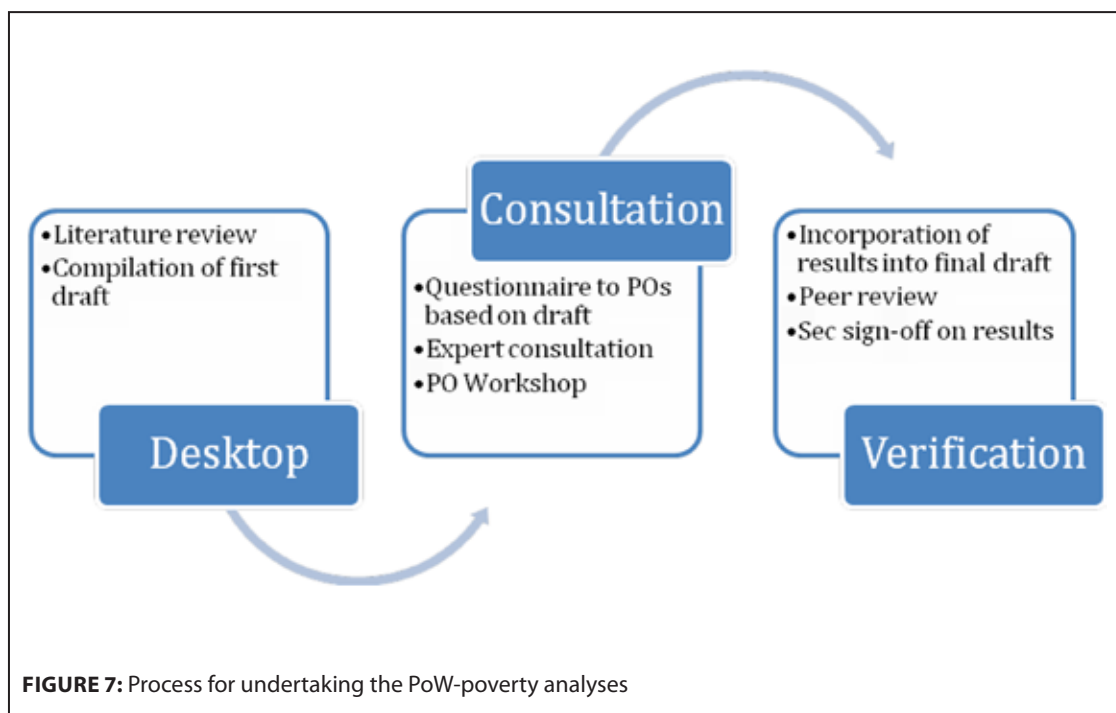 •Literature review
•Compilation of first
draft
Desktop
Consultation
•Questionnaire to POs
based on draft
•Expert consultation
•PO Workshop
•Incorporation of
results into final draft
•Peer review
•Sec sign-off on results
Verification
FIGURE 7: Process for undertaking the PoW-poverty analyses